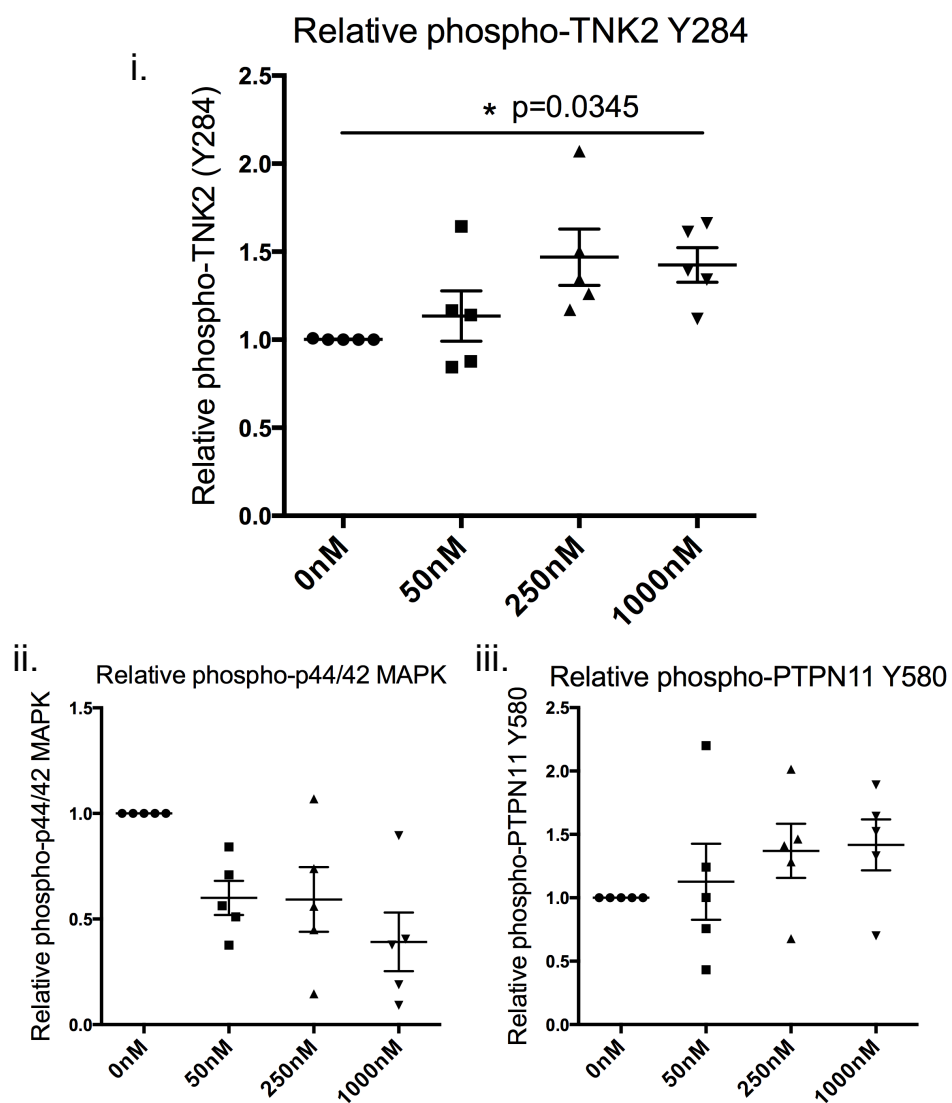 Relative phospho-TNK2 Y284
i.
Relative phospho-TNK2 (Y284)
2.5
2.0
1.5
1.0
0.5
0.0
* p=0.0345
0nM
50nM
250nM
1000nM
ii.
Relative phospho-p44/42 MAPK
Relative phospho-p44/42 MAPK
1.5
1.0
0.5
0.0
0nM
50nM
250nM
1000nM
iii.
Relative phospho-PTPN11 Y580
Relative phospho-PTPN11 Y580
2.5
2.0
1.5
1.0
0.5
0.0
0nM
50nM
250nM
1000nM